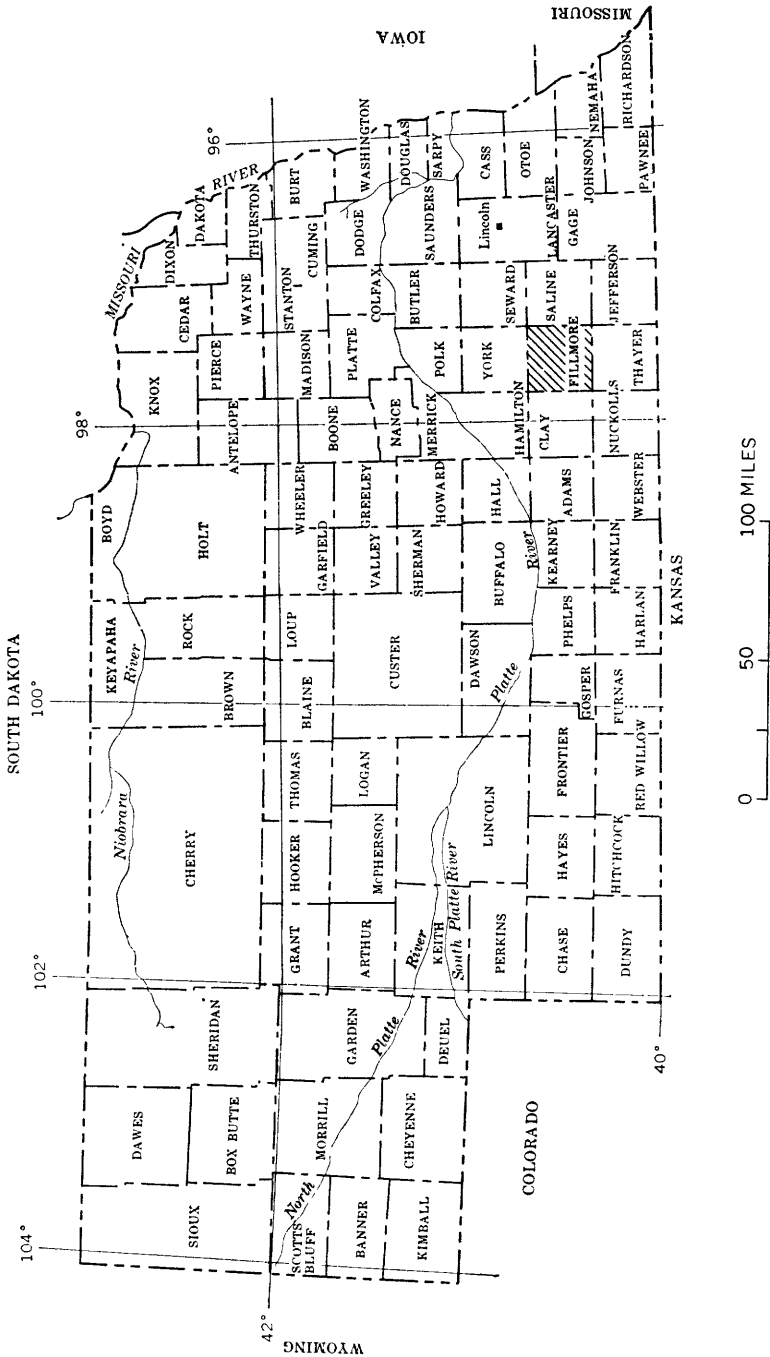 SOUTH DAKOTA
104°
102°
100°
98°
96°
MISSOURI
RIVER
IOWA
MISSOURI
42°
WYOMING
COLORADO
40°
KANSAS
SIOUX
DAWES
BOX BUTTE
SHERIDAN
CHERRY
Niobrara
River
KEYAPAHA
BROWN
ROCK
BOYD
HOLT
KNOX
ANTELOPE
PIERCE
CEDAR
DIXON
DAKOTA
WAYNE
THURSTON
SCOTTS
BLUFF
North
Platte
River
MORRILL
GARDEN
BANNER
KIMBALL
CHEYENNE
DEUEL
GRANT
HOOKER
THOMAS
BLAINE
LOUP
GARFIELD
WHEELER
ARTHUR
McPHERSON
LOGAN
CUSTER
VALLEY
GREELEY
BOONE
MADISON
STANTON
CUMING
BURT
KEITH
South Platte River
LINCOLN
SHERMAN
HOWARD
NANCE
PLATTE
COLFAX
DODGE
WASHINGTON
MERRICK
POLK
BUTLER
SAUNDERS
DOUGLAS
SARPY
PERKINS
DAWSON
BUFFALO
HALL
HAMILTON
YORK
SEWARD
Lincoln
LANCASTER
CASS
OTOE
Platte
River
CHASE
HAYES
FRONTIER
GOSPER
PHELPS
KEARNEY
ADAMS
CLAY
FILLMORE
SALINE
GAGE
JOHNSON
NEMAHA
DUNDY
HITCHCOCK
RED WILLOW
FURNAS
HARLAN
FRANKLIN
WEBSTER
NUCKOLLS
THAYER
JEFFERSON
PAWNEE
RICHARDSON
0 50 100 MILES